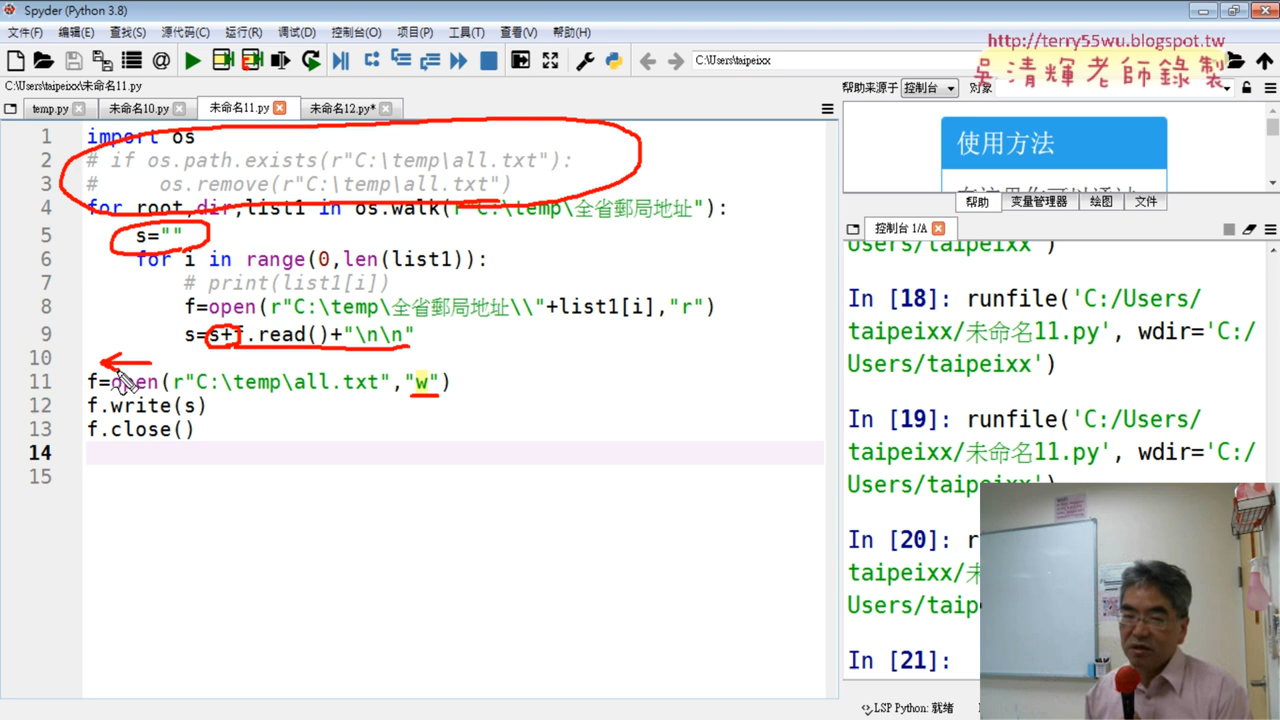 Spyder (Python 3.8)
文件(F) 编辑(E) 查找(S) 源代码(C) 运行(R) 调试(D) 控制台(O) 项目(P) 工具(T) 查看(V) 帮助(H)
http://terry55wu.blogspot.tw
吳清輝老師錄製
C:\Users\taipeixx
C:\Users\taipeixx\未命名11.py
帮助来源于 控制台 对象
temp.py 未命名10.py 未命名11.py 未命名12.py*
1 import os
2 # if os.path.exists(r"C:\temp\all.txt"):
3 #     os.remove(r"C:\temp\all.txt")
4 for root,dir,list1 in os.walk(r"C:\temp\全省郵局地址"):
5     s=""
6     for i in range(0,len(list1)):
7         # print(list1[i])
8         f=open(r"C:\temp\全省郵局地址\\"+list1[i],"r")
9         s=s+f.read()+"\n\n"
10
11 f=open(r"C:\temp\all.txt","w")
12 f.write(s)
13 f.close()
14
15
使用方法
帮助 变量管理器 绘图 文件
控制台 1/A
taipeixx')
In [18]: runfile('C:/Users/
taipeixx/未命名11.py', wdir='C:/
Users/taipeixx')
In [19]: runfile('C:/Users/
taipeixx/未命名11.py', wdir='C:/
Users/taipeixx')
In [20]: r
taipeixx/未
Users/taip
In [21]:
LSP Python: 就绪